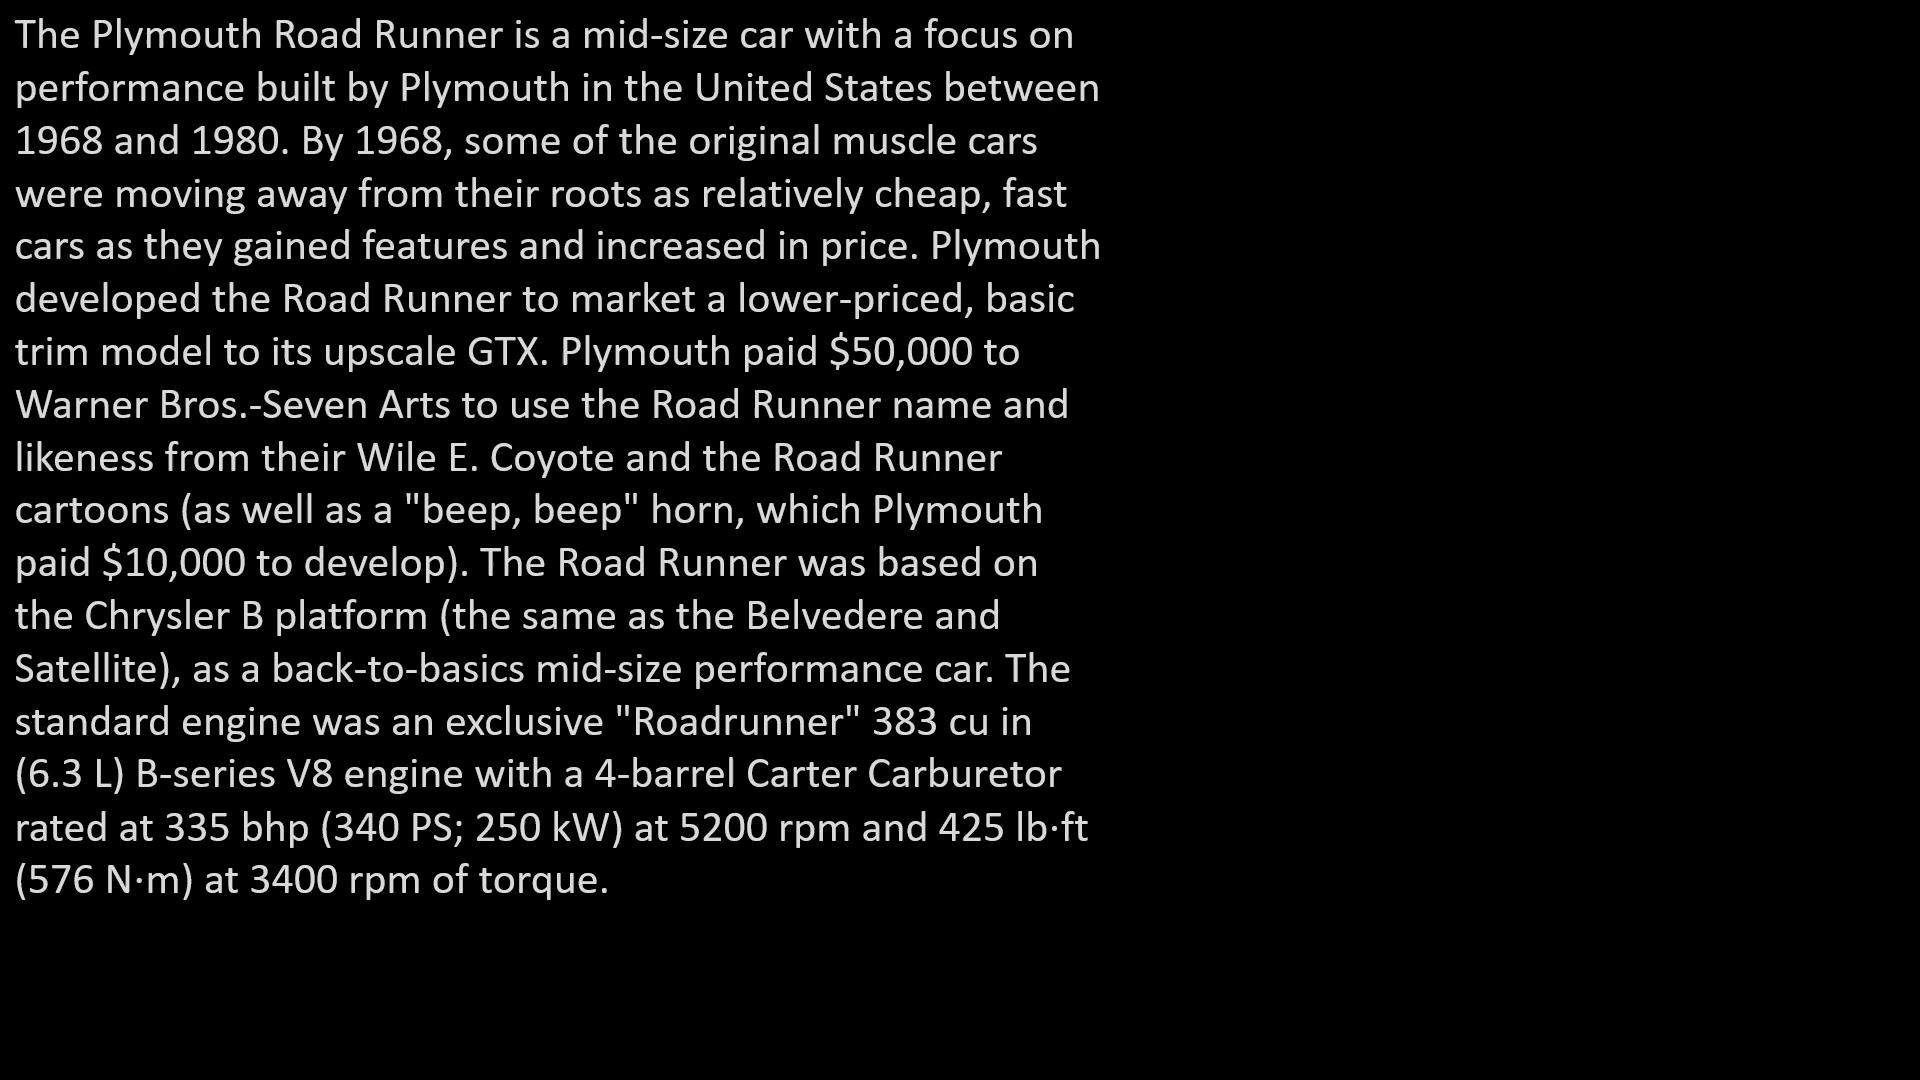 The Plymouth Road Runner is a mid-size car with a focus on
performance built by Plymouth in the United States between
1968 and 1980. By 1968, some of the original muscle cars
were moving away from their roots as relatively cheap, fast
cars as they gained features and increased in price. Plymouth
developed the Road Runner to market a lower-priced, basic
trim model to its upscale GTX. Plymouth paid $50,000 to
Warner Bros.-Seven Arts to use the Road Runner name and
likeness from their Wile E. Coyote and the Road Runner
cartoons (as well as a "beep, beep" horn, which Plymouth
paid $10,000 to develop). The Road Runner was based on
the Chrysler B platform (the same as the Belvedere and
Satellite), as a back-to-basics mid-size performance car. The
standard engine was an exclusive "Roadrunner" 383 cu in
(6.3 L) B-series V8 engine with a 4-barrel Carter Carburetor
rated at 335 bhp (340 PS; 250 kW) at 5200 rpm and 425 lb·ft
(576 N·m) at 3400 rpm of torque.